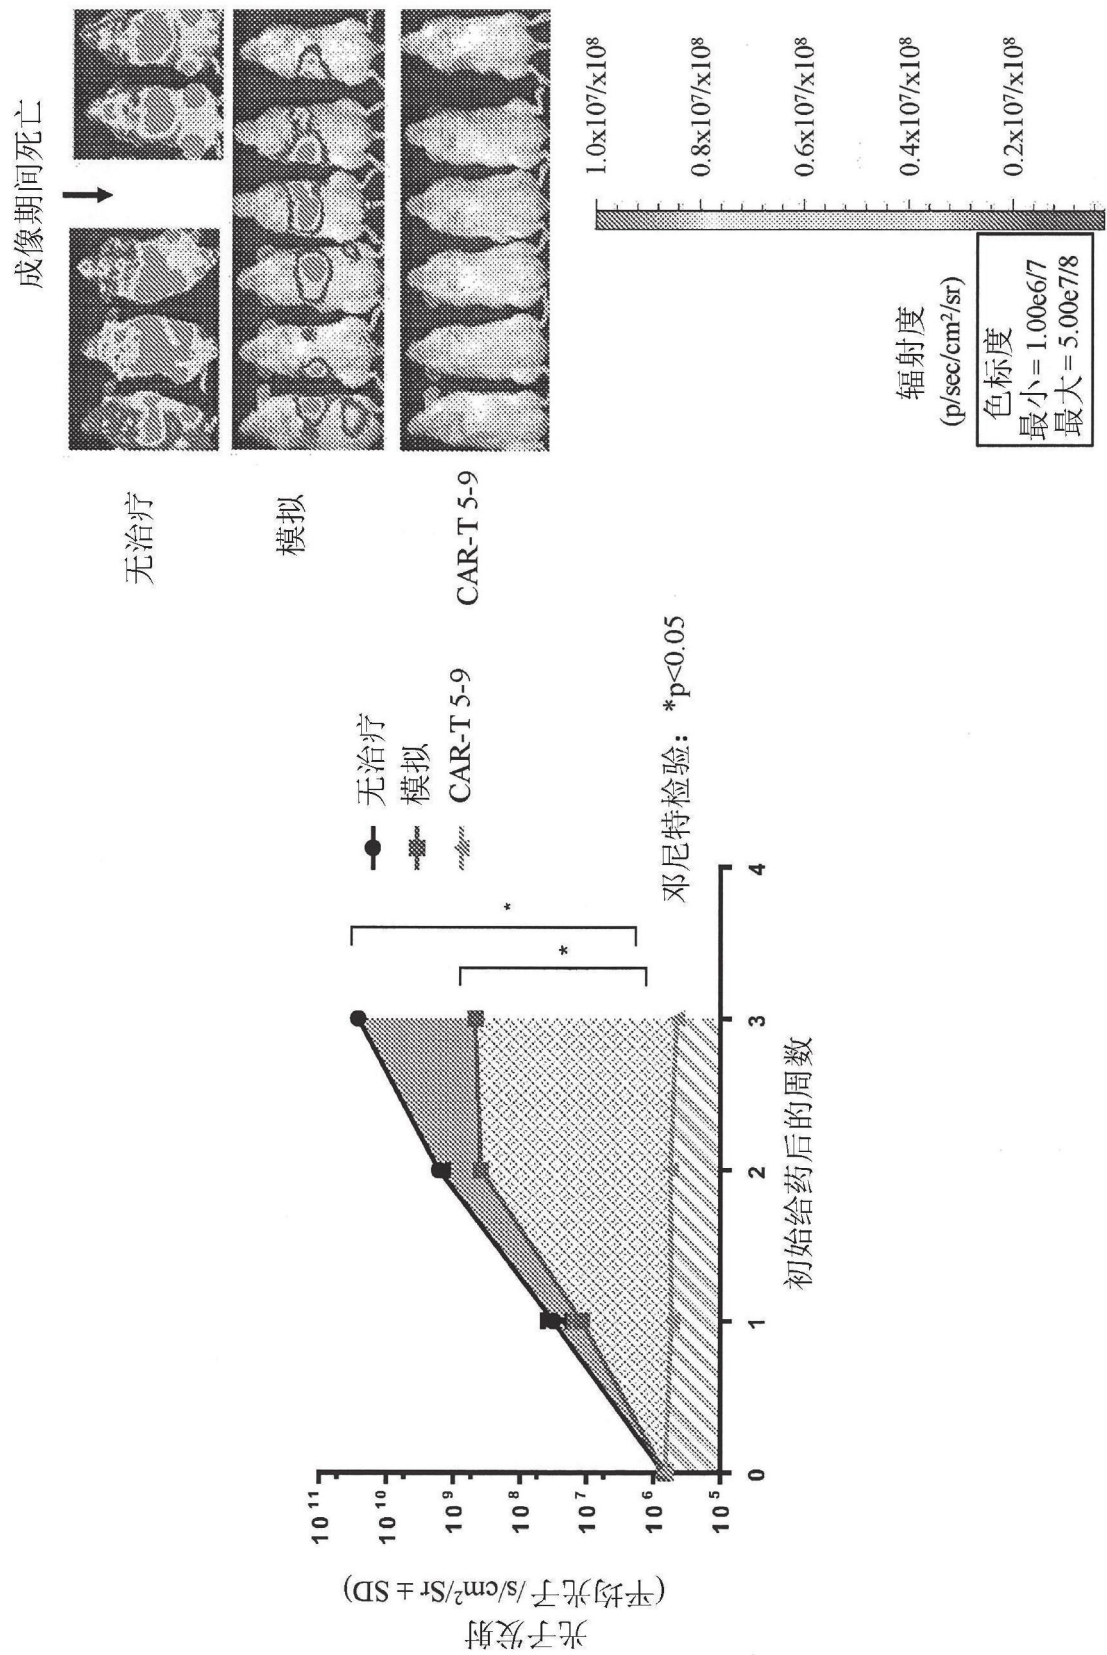 光子发射
(平均光子/s/cm²/Sr ± SD)
10¹¹
10¹⁰
10⁹
10⁸
10⁷
10⁶
10⁵
0
1
2
3
4
初始给药后的周数
*
*
无治疗
模拟
CAR-T 5-9
邓尼特检验： *p<0.05
成像期间死亡
无治疗
模拟
CAR-T 5-9
1.0x10⁷/x10⁸
0.8x10⁷/x10⁸
0.6x10⁷/x10⁸
0.4x10⁷/x10⁸
0.2x10⁷/x10⁸
辐射度
(p/sec/cm²/sr)
色标度
最小 = 1.00e6/7
最大 = 5.00e7/8